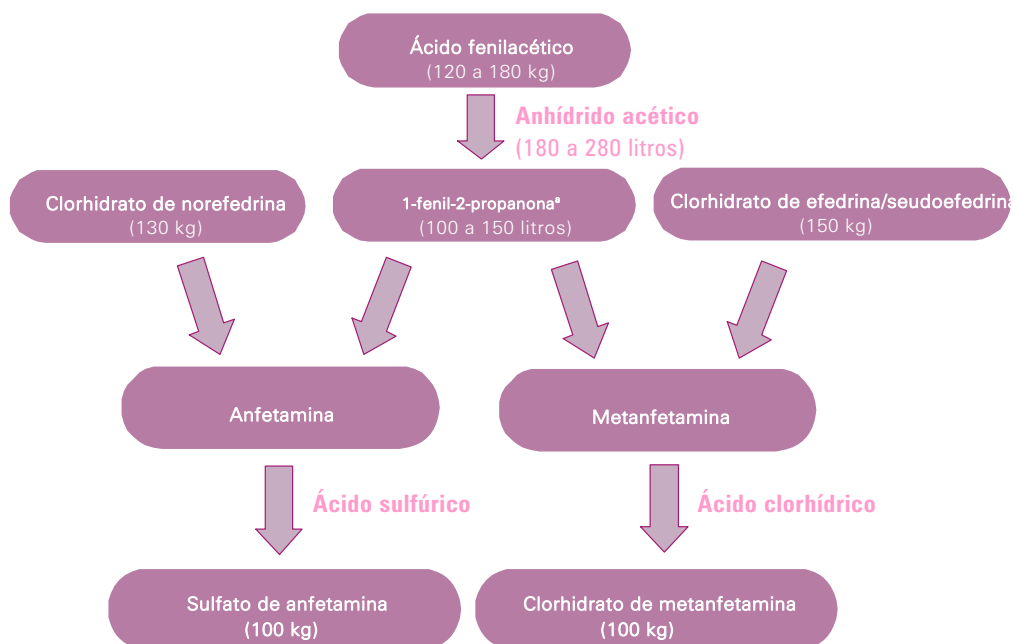 Ácido fenilacético
(120 a 180 kg)
Anhídrido acético
(180 a 280 litros)
Clorhidrato de norefedrina
(130 kg)
1-fenil-2-propanonaª
(100 a 150 litros)
Clorhidrato de efedrina/seudoefedrina
(150 kg)
Anfetamina
Metanfetamina
Ácido sulfúrico
Ácido clorhídrico
Sulfato de anfetamina
(100 kg)
Clorhidrato de metanfetamina
(100 kg)